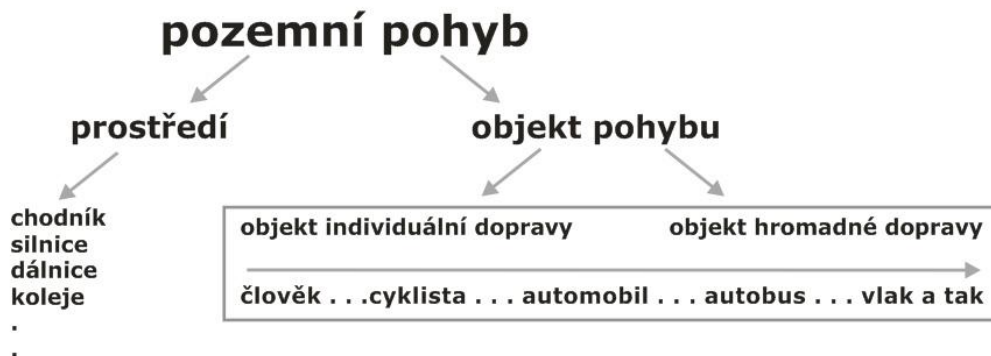 pozemní pohyb
prostředí
objekt pohybu
chodník
silnice
dálnice
koleje
.
.
objekt individuální dopravy
objekt hromadné dopravy
člověk . . .cyklista . . . automobil . . . autobus . . . vlak a tak